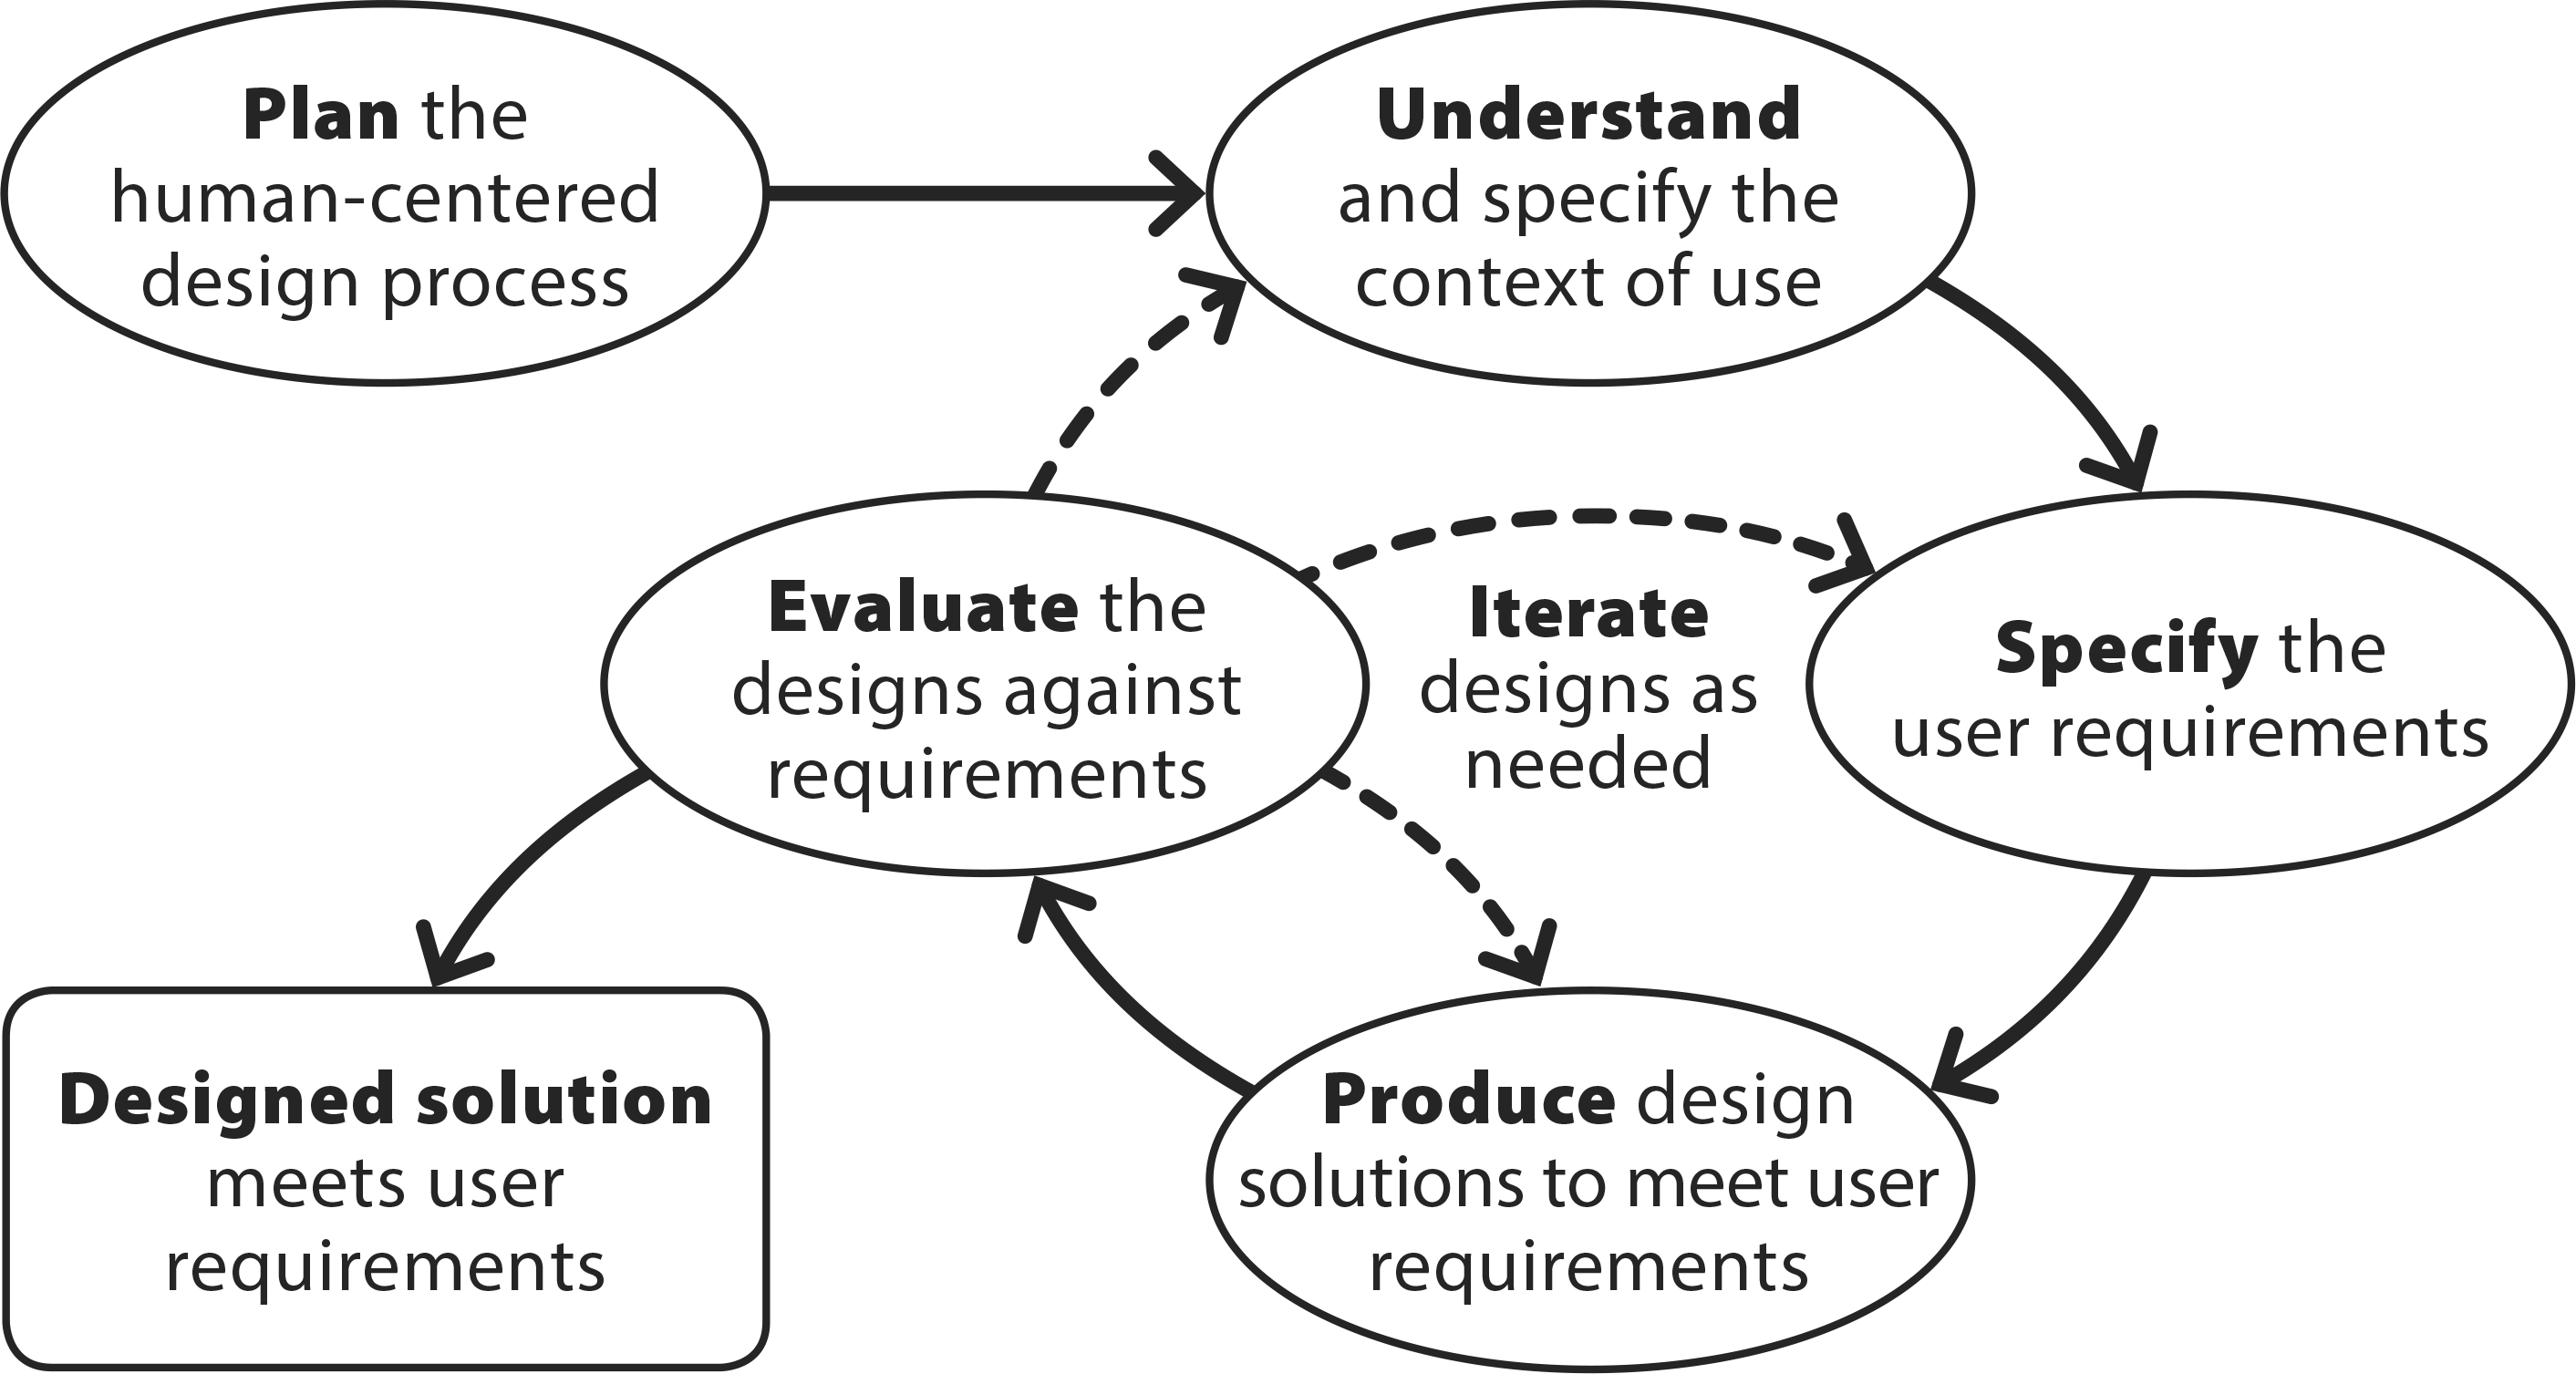 Plan the
human-centered
design process
Understand
and specify the
context of use
Evaluate the
designs against
requirements
Iterate
designs as
needed
Specify the
user requirements
Designed solution
meets user
requirements
Produce design
solutions to meet user
requirements